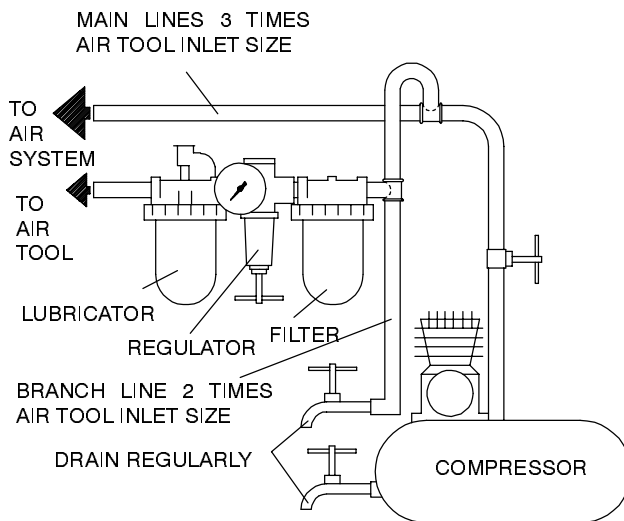 MAIN LINES 3 TIMES
AIR TOOL INLET SIZE
TO
AIR
SYSTEM
TO
AIR
TOOL
LUBRICATOR
REGULATOR
FILTER
BRANCH LINE 2 TIMES
AIR TOOL INLET SIZE
DRAIN REGULARLY
COMPRESSOR